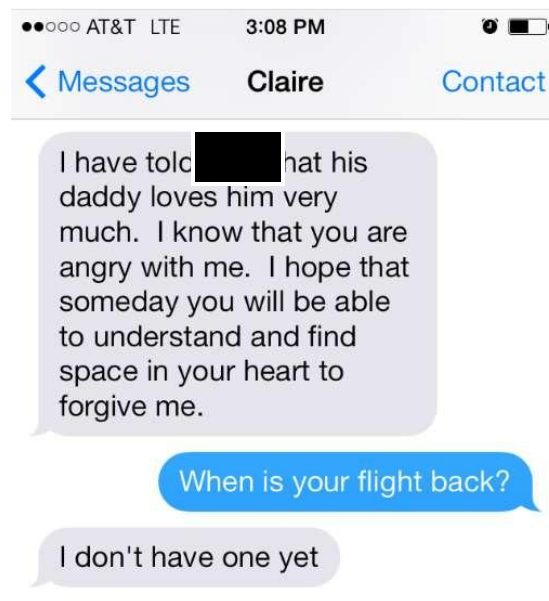 AT&T LTE 3:08 PM
Messages Claire Contact
I have told hat his
daddy loves him very
much. I know that you are
angry with me. I hope that
someday you will be able
to understand and find
space in your heart to
forgive me.
When is your flight back?
I don't have one yet